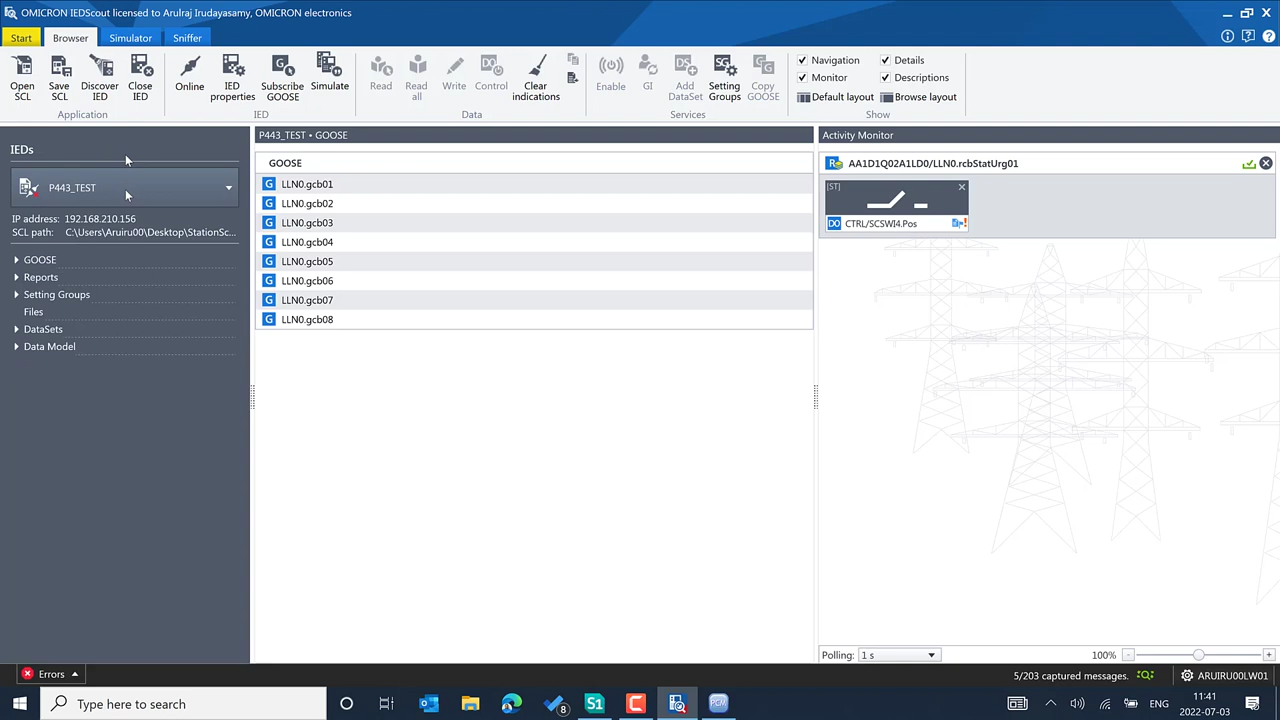 OMICRON IEDScout licensed to Arulraj Irudayasamy, OMICRON electronics
Start Browser Simulator Sniffer
Open SCL
Save SCL
Discover IED
Close IED
Application
Online
IED properties
Subscribe GOOSE
Simulate
IED
Read
Read all
Write
Control
Clear indications
Data
Enable
GI
Add DataSet
Setting Groups
Copy GOOSE
Services
Navigation
Details
Monitor
Descriptions
Default layout
Browse layout
Show
IEDs
P443_TEST
IP address: 192.168.210.156
SCL path: C:\Users\Aruiru00\Desktop\Station\Sc...
GOOSE
Reports
Setting Groups
Files
DataSets
Data Model
P443_TEST • GOOSE
GOOSE
G LLN0.gcb01
G LLN0.gcb02
G LLN0.gcb03
G LLN0.gcb04
G LLN0.gcb05
G LLN0.gcb06
G LLN0.gcb07
G LLN0.gcb08
Activity Monitor
AA1D1Q02A1LD0/LLN0.rcbStatUrg01
[ST]
DO CTRL/SCSWI4.Pos
Polling: 1 s
100%
Errors
5/203 captured messages.
ARUIRU00LW01
Type here to search
8
S1
PCM
ENG
11:41
2022-07-03